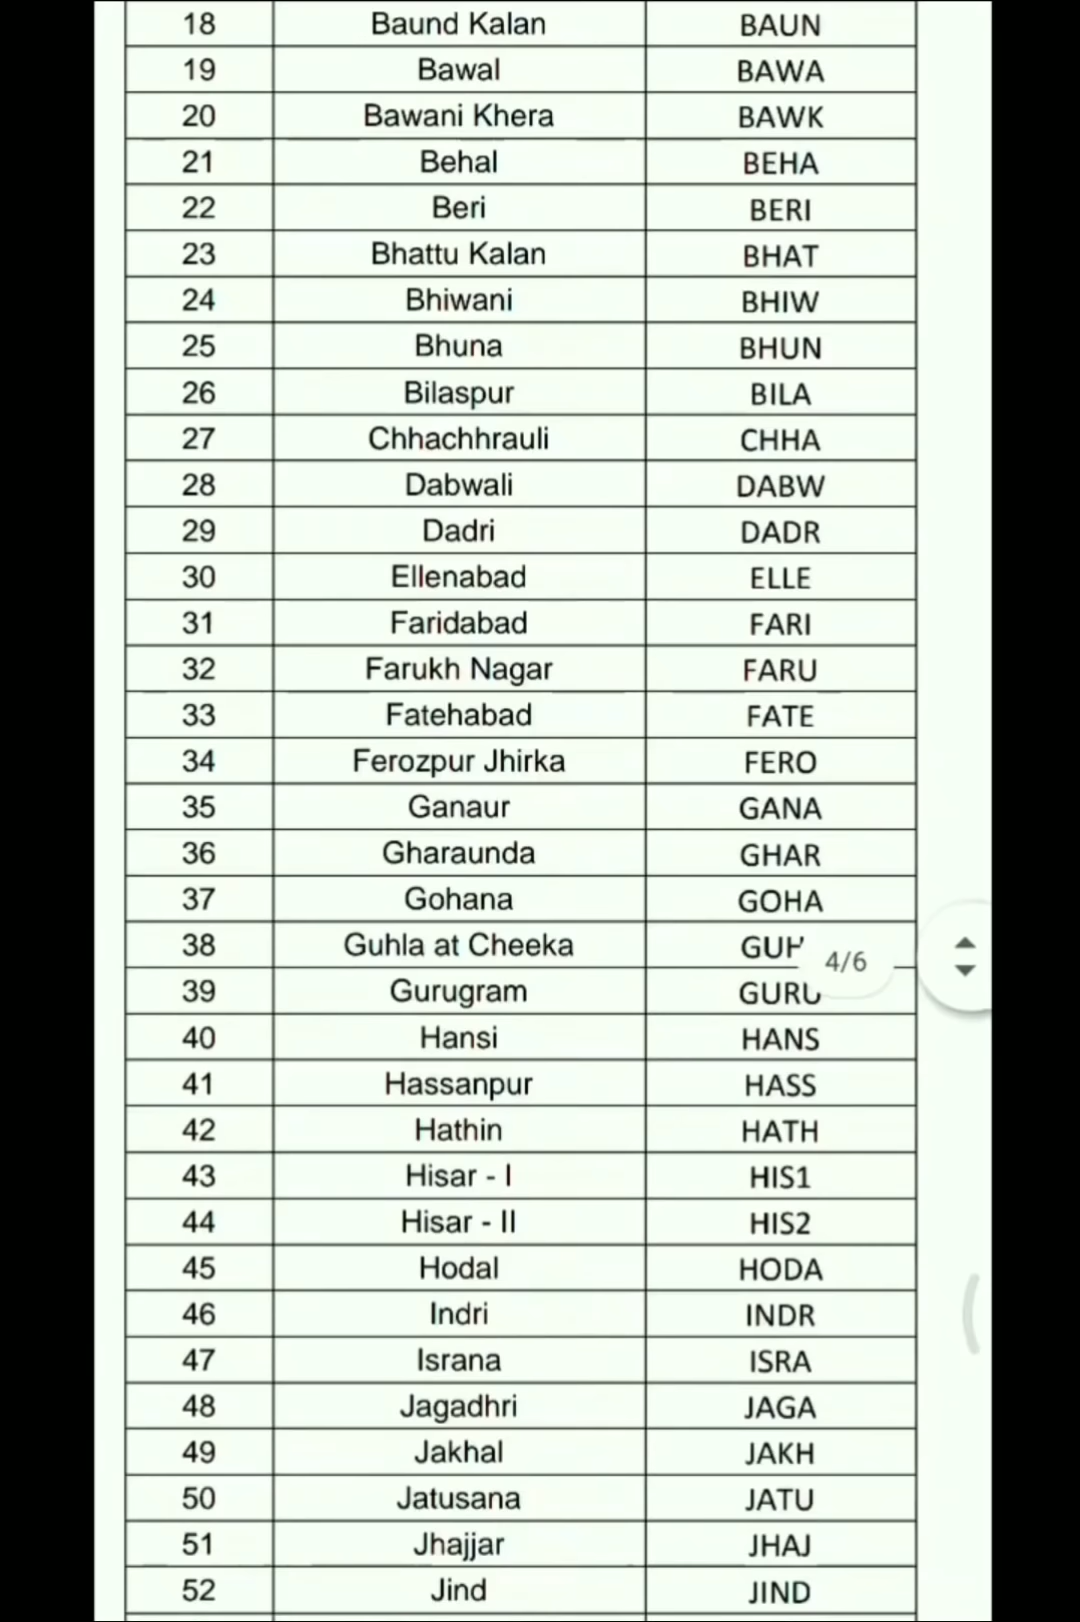 18 Baund Kalan BAUN
19 Bawal BAWA
20 Bawani Khera BAWK
21 Behal BEHA
22 Beri BERI
23 Bhattu Kalan BHAT
24 Bhiwani BHIW
25 Bhuna BHUN
26 Bilaspur BILA
27 Chhachhrauli CHHA
28 Dabwali DABW
29 Dadri DADR
30 Ellenabad ELLE
31 Faridabad FARI
32 Farukh Nagar FARU
33 Fatehabad FATE
34 Ferozpur Jhirka FERO
35 Ganaur GANA
36 Gharaunda GHAR
37 Gohana GOHA
38 Guhla at Cheeka
4/6
39 Gurugram GURU
40 Hansi HANS
41 Hassanpur HASS
42 Hathin HATH
43 Hisar - I HIS1
44 Hisar - II HIS2
45 Hodal HODA
46 Indri INDR
47 Israna ISRA
48 Jagadhri JAGA
49 Jakhal JAKH
50 Jatusana JATU
51 Jhajjar JHAJ
52 Jind JIND